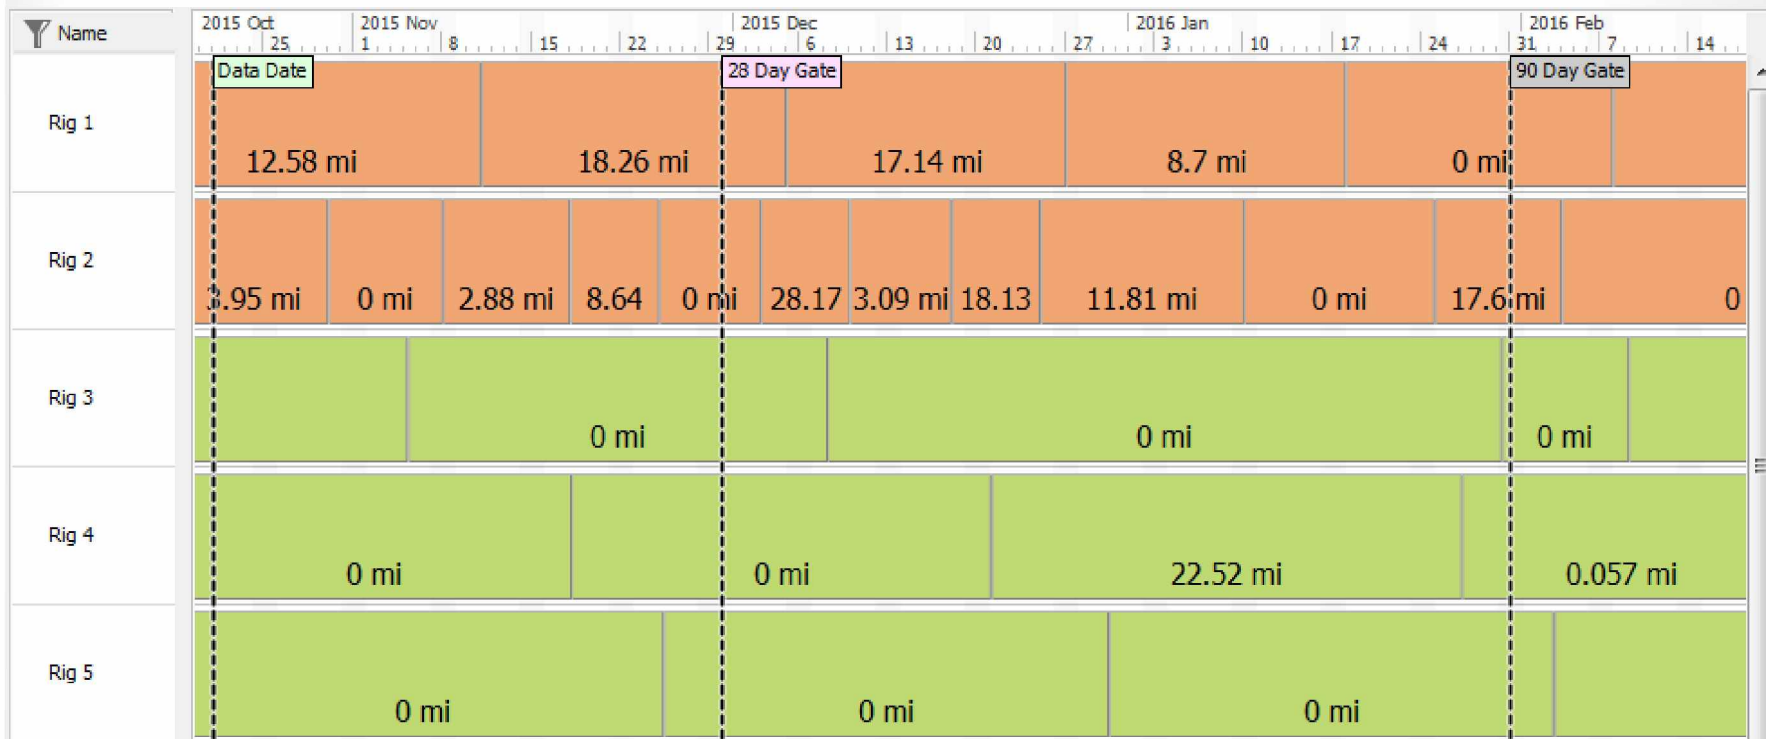 Name
2015 Oct 2015 Nov 2015 Dec 2016 Jan 2016 Feb
25 1 8 15 22 29 6 13 20 27 3 10 17 24 31 7 14
Data Date 28 Day Gate 90 Day Gate
Rig 1
12.58 mi 18.26 mi 17.14 mi 8.7 mi 0 mi
Rig 2
3.95 mi 0 mi 2.88 mi 8.64 0 mi 28.17 3.09 mi 18.13 11.81 mi 0 mi 17.6 mi 0
Rig 3
0 mi 0 mi 0 mi
Rig 4
0 mi 0 mi 22.52 mi 0.057 mi
Rig 5
0 mi 0 mi 0 mi